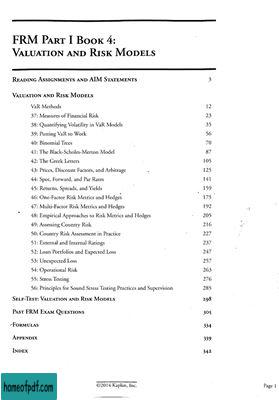 FRM PART I BOOK 4:
VALUATION AND RISK MODELS
READING ASSIGNMENTS AND AIM STATEMENTS 3
VALUATION AND RISK MODELS
VaR Methods 12
37: Measures of Financial Risk 23
38: Quantifying Volatility in VaR Models 35
39: Putting VaR to Work 56
40: Binomial Trees 70
41: The Black-Scholes-Merton Model 87
42: The Greek Letters 105
43: Prices, Discount Factors, and Arbitrage 125
44: Spot, Forward, and Par Rates 141
45: Returns, Spreads, and Yields 159
46: One-Factor Risk Metrics and Hedges 175
47: Multi-Factor Risk Metrics and Hedges 192
48: Empirical Approaches to Risk Metrics and Hedges 205
49: Assessing Country Risk 216
50: Country Risk Assessment in Practice 227
51: External and Internal Ratings 237
52: Loan Portfolios and Expected Loss 247
53: Unexpected Loss 257
54: Operational Risk 263
55: Stress Testing 276
56: Principles for Sound Stress Testing Practices and Supervision 285
SELF-TEST: VALUATION AND RISK MODELS 298
PAST FRM EXAM QUESTIONS 305
FORMULAS 334
APPENDIX 339
INDEX 342
©2014 Kaplan, Inc.
Page 1
homeofpdf.com